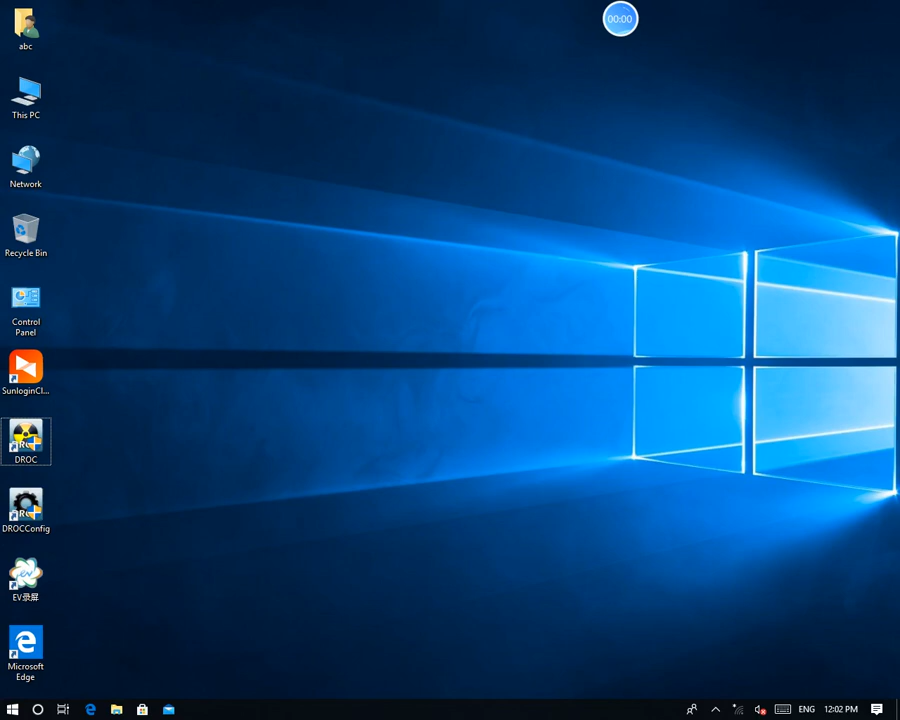 00:00
abc
This PC
Network
Recycle Bin
Control
Panel
SunloginCl...
DROC
DROCConfig
EV录屏
Microsoft
Edge
ENG
12:02 PM